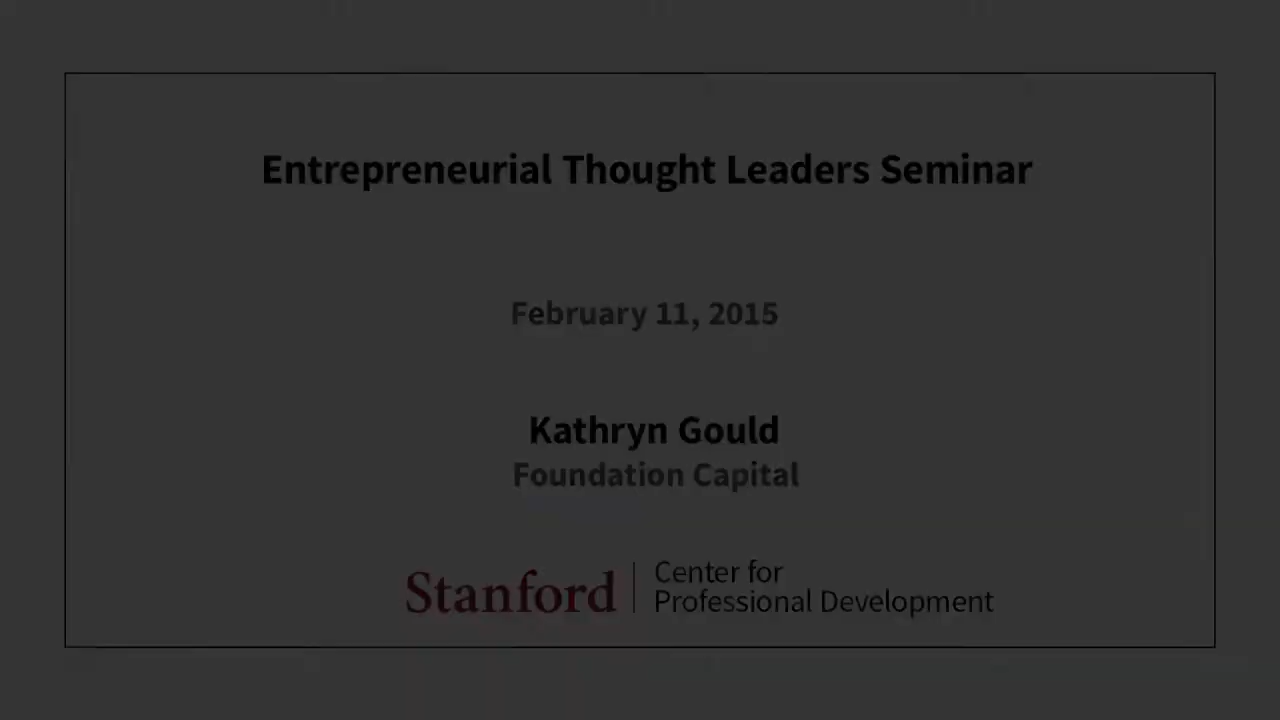 Entrepreneurial Thought Leaders Seminar
February 11, 2015
Kathryn Gould
Foundation Capital
Stanford
Center for
Professional Development